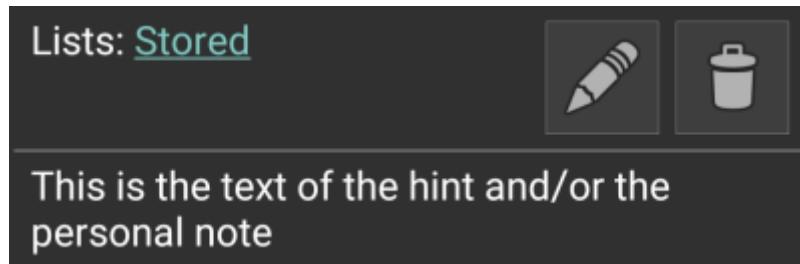 Lists: Stored
This is the text of the hint and/or the
personal note